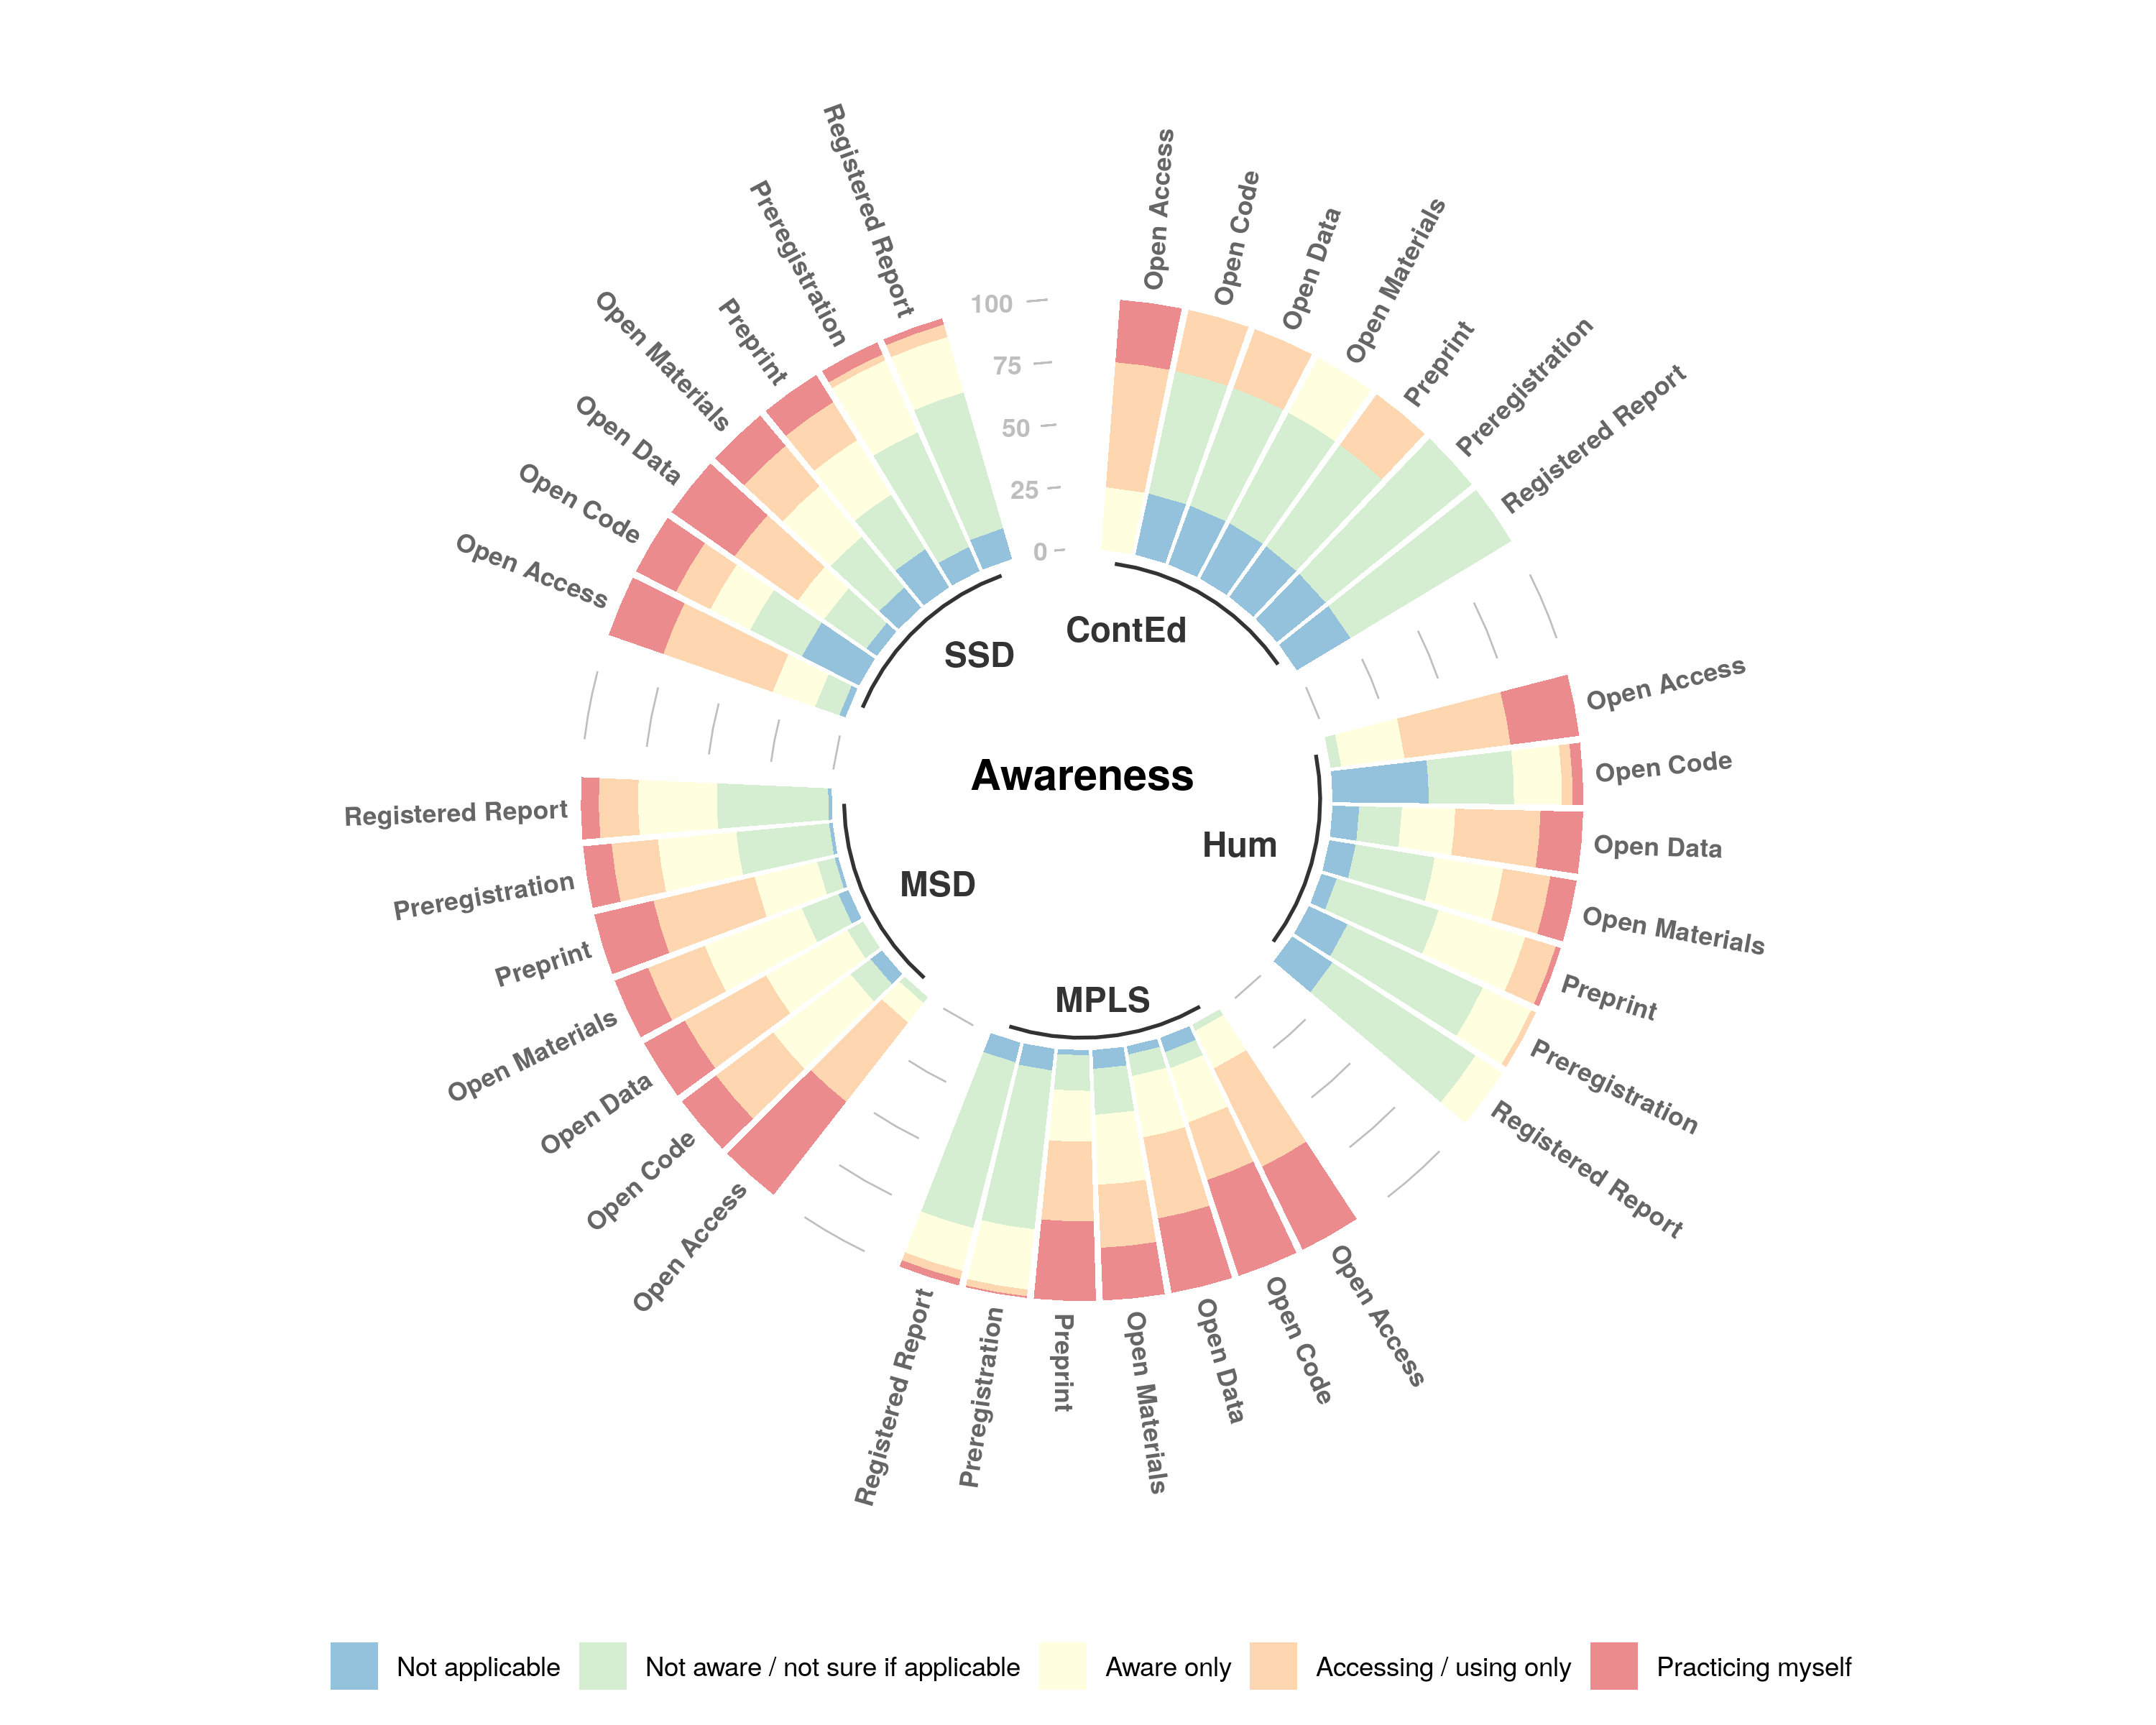 Registered Report
Preregistration
Preprint
Open Materials
Open Data
Open Code
Open Access
100
75
50
25
0
Open Access
Open Code
Open Data
Open Materials
Preprint
Preregistration
Registered Report
SSD
ContEd
Awareness
Hum
MSD
MPLS
Open Access
Open Code
Open Data
Open Materials
Preprint
Preregistration
Registered Report
Registered Report
Preregistration
Preprint
Open Materials
Open Data
Open Code
Open Access
Registered Report
Preregistration
Preprint
Open Materials
Open Data
Open Code
Open Access
Not applicable
Not aware / not sure if applicable
Aware only
Accessing / using only
Practicing myself